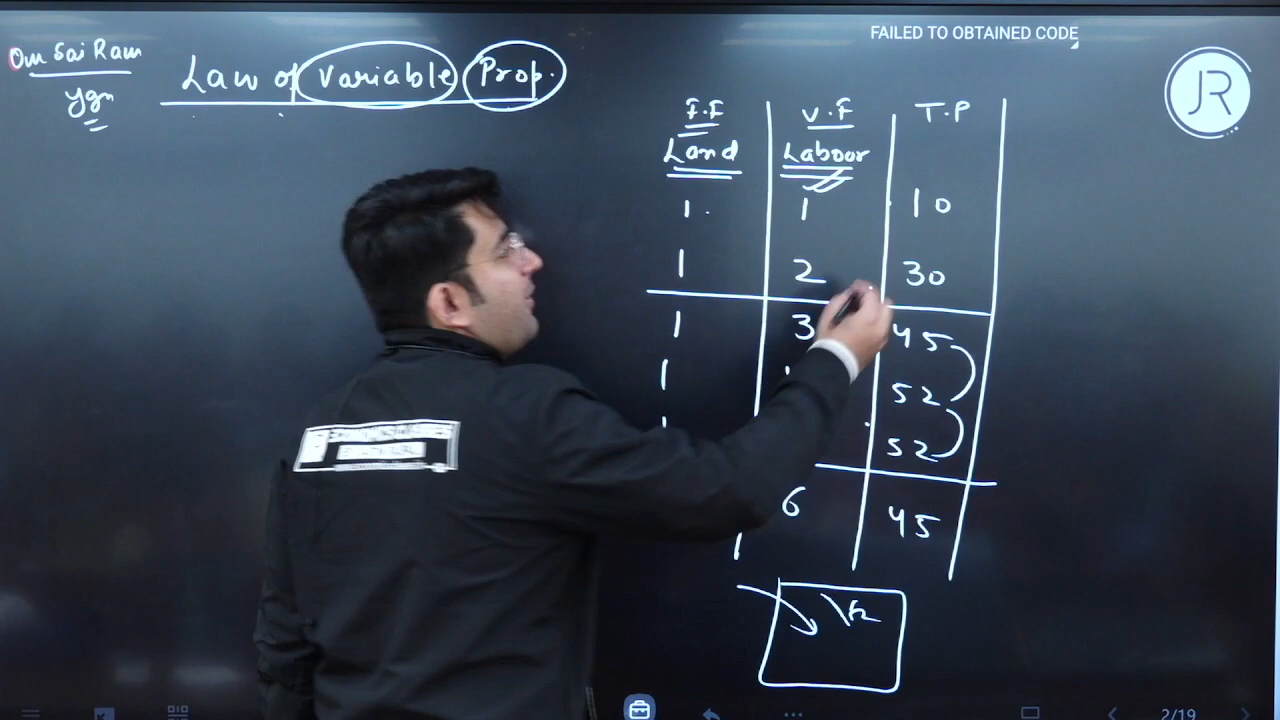 FAILED TO OBTAINED CODE
Om Sai Ram
Ygn
Law of Variable Prop.
JR
F.F V.F T.P
Land Labour
1. 1 10
1 2 30
1 3 45
1 52
52
6 45
2/19